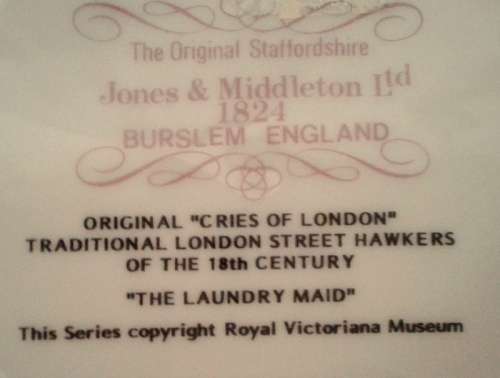 The Original Staffordshire
Jones & Middleton Ltd
1824
BURSLEM ENGLAND
ORIGINAL "CRIES OF LONDON"
TRADITIONAL LONDON STREET HAWKERS
OF THE 18th CENTURY
"THE LAUNDRY MAID"
This Series copyright Royal Victoriana Museum